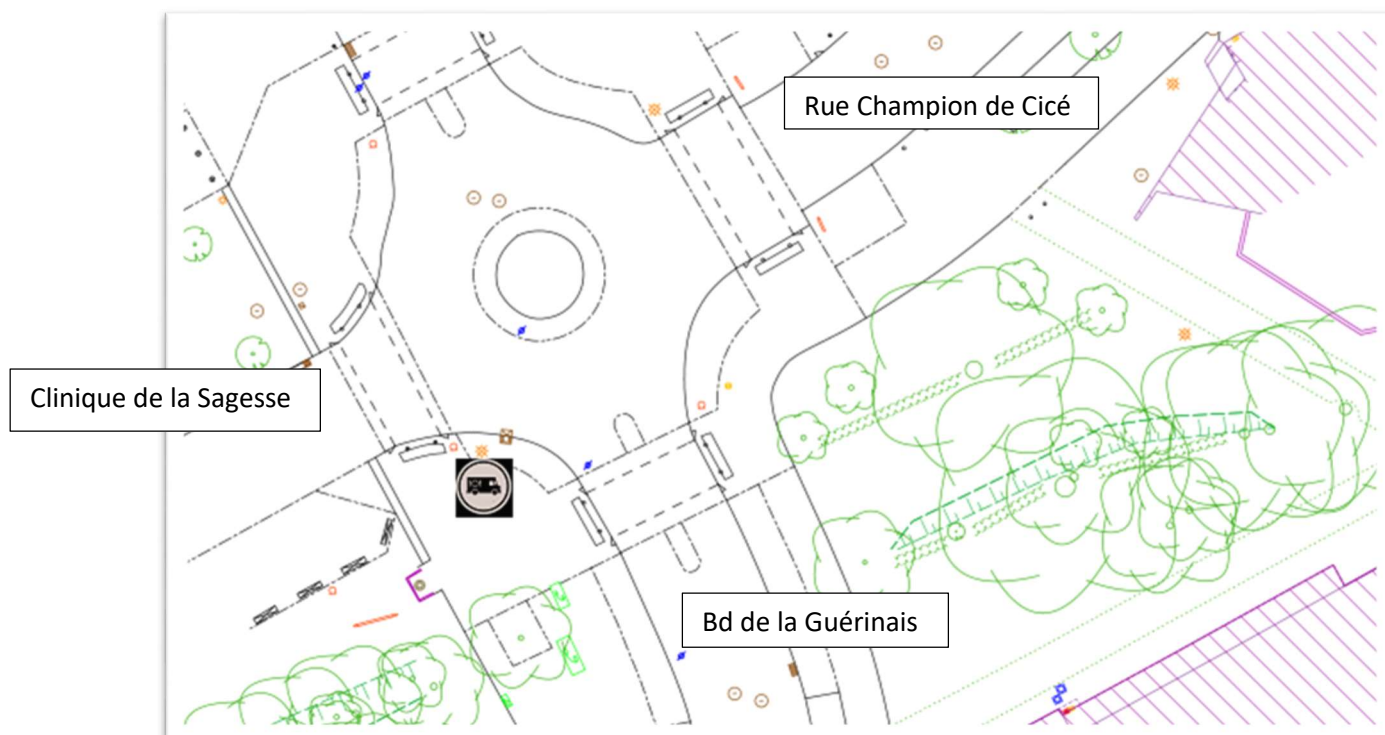 Rue Champion de Cicé
Clinique de la Sagesse
Bd de la Guérinais